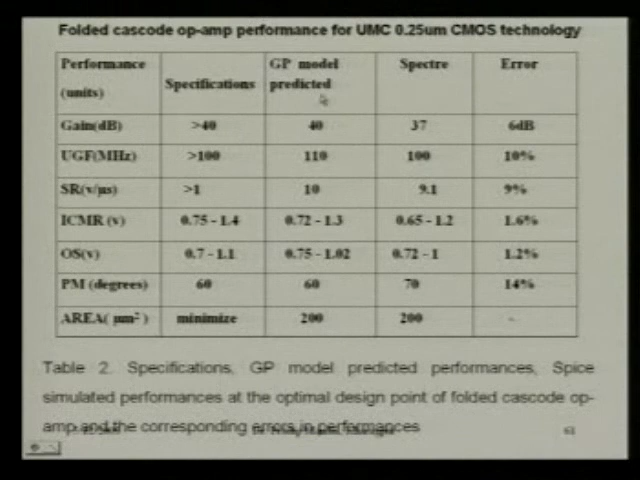 Folded cascode op-amp performance for UMC 0.25um CMOS technology
Performance (units) Specifications GP model predicted Spectre Error
Gain(dB) >40 40 37 6dB
UGF(MHz) >100 110 100 10%
SR(v/µs) >1 10 9.1 9%
ICMR (v) 0.75 - 1.4 0.72 - 1.3 0.65 - 1.2 1.6%
OS(v) 0.7 - 1.1 0.75 - 1.02 0.72 - 1 1.2%
PM (degrees) 60 60 70 14%
AREA( µm² ) minimize 200 200 -
Table 2. Specifications, GP model predicted performances, Spice
simulated performances at the optimal design point of folded cascode op-
amp and the corresponding errors in performances